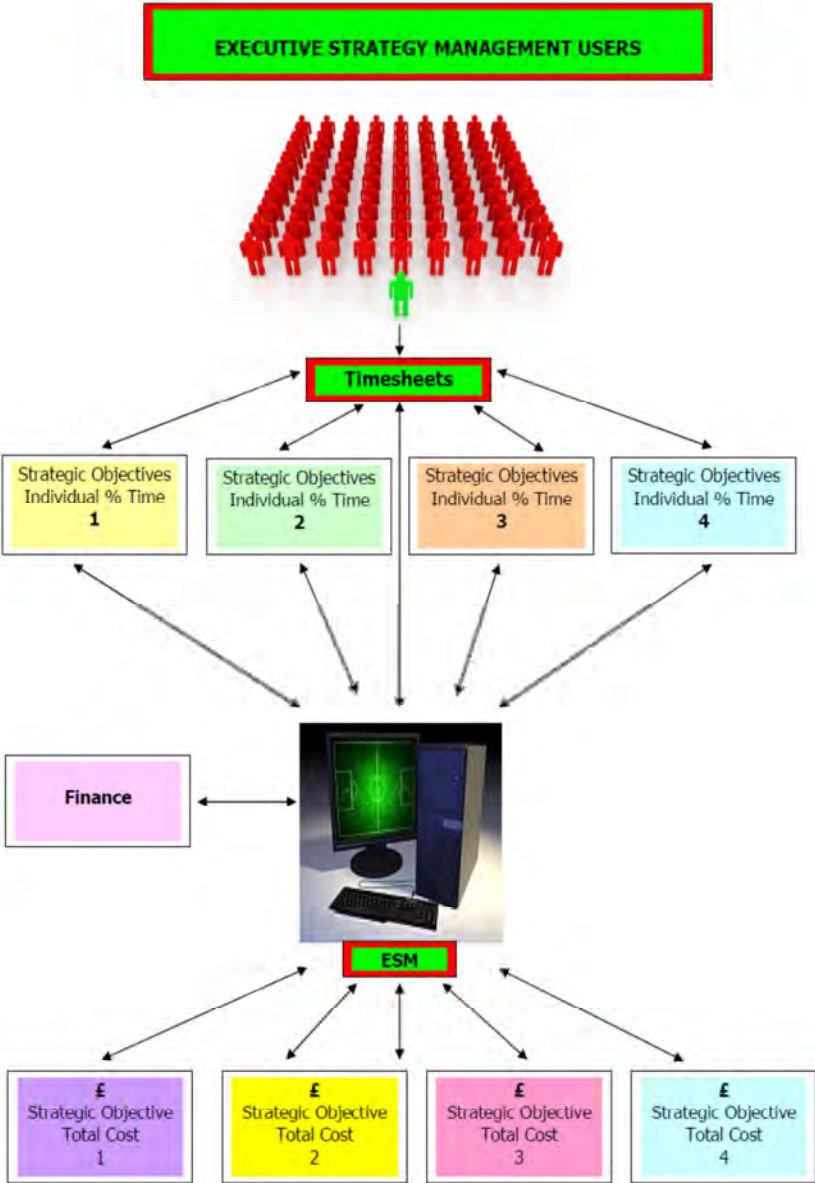 EXECUTIVE STRATEGY MANAGEMENT USERS
Timesheets
Strategic Objectives
Individual % Time
1
Strategic Objectives
Individual % Time
2
Strategic Objectives
Individual % Time
3
Strategic Objectives
Individual % Time
4
Finance
ESM
£
Strategic Objective
Total Cost
1
£
Strategic Objective
Total Cost
2
£
Strategic Objective
Total Cost
3
£
Strategic Objective
Total Cost
4